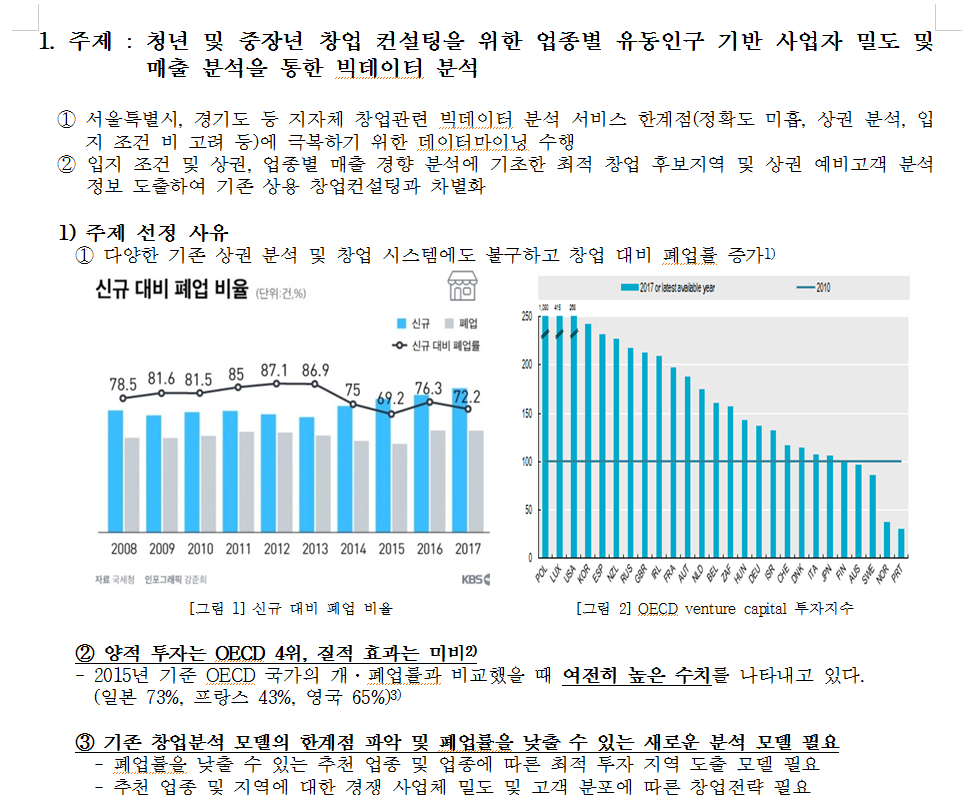 1. 주제 : 청년 및 중장년 창업 컨설팅을 위한 업종별 유동인구 기반 사업자 밀도 및
매출 분석을 통한 빅데이터 분석
① 서울특별시, 경기도 등 지자체 창업관련 빅데이터 분석 서비스 한계점(정확도 미흡, 상권 분석, 입
지 조건 비 고려 등)에 극복하기 위한 데이터마이닝 수행
② 입지 조건 및 상권, 업종별 매출 경향 분석에 기초한 최적 창업 후보지역 및 상권 예비고객 분석
정보 도출하여 기존 상용 창업컨설팅과 차별화
1) 주제 선정 사유
① 다양한 기존 상권 분석 및 창업 시스템에도 불구하고 창업 대비 폐업률 증가1)
신규 대비 폐업 비율 (단위:건,%)
신규 폐업
신규 대비 폐업률
78.5 81.6 81.5 85 87.1 86.9 75 69.2 76.3 72.2
2008 2009 2010 2011 2012 2013 2014 2015 2016 2017
자료 국세청 인포그래픽 강준희
KBS
[그림 1] 신규 대비 폐업 비율
2017 or latest available year 2010
1,003 415 255
250
200
150
100
50
0
POL LUX USA KOR ESP NZL RUS GBR IRL FRA AUT NLD BEL ZAF HUN DEU ISR CHE DNK ITA JPN FIN AUS SWE NOR PRT
[그림 2] OECD venture capital 투자지수
② 양적 투자는 OECD 4위, 질적 효과는 미비2)
- 2015년 기준 OECD 국가의 개·폐업률과 비교했을 때 여전히 높은 수치를 나타내고 있다.
(일본 73%, 프랑스 43%, 영국 65%)3)
③ 기존 창업분석 모델의 한계점 파악 및 폐업률을 낮출 수 있는 새로운 분석 모델 필요
- 폐업률을 낮출 수 있는 추천 업종 및 업종에 따른 최적 투자 지역 도출 모델 필요
- 추천 업종 및 지역에 대한 경쟁 사업체 밀도 및 고객 분포에 따른 창업전략 필요